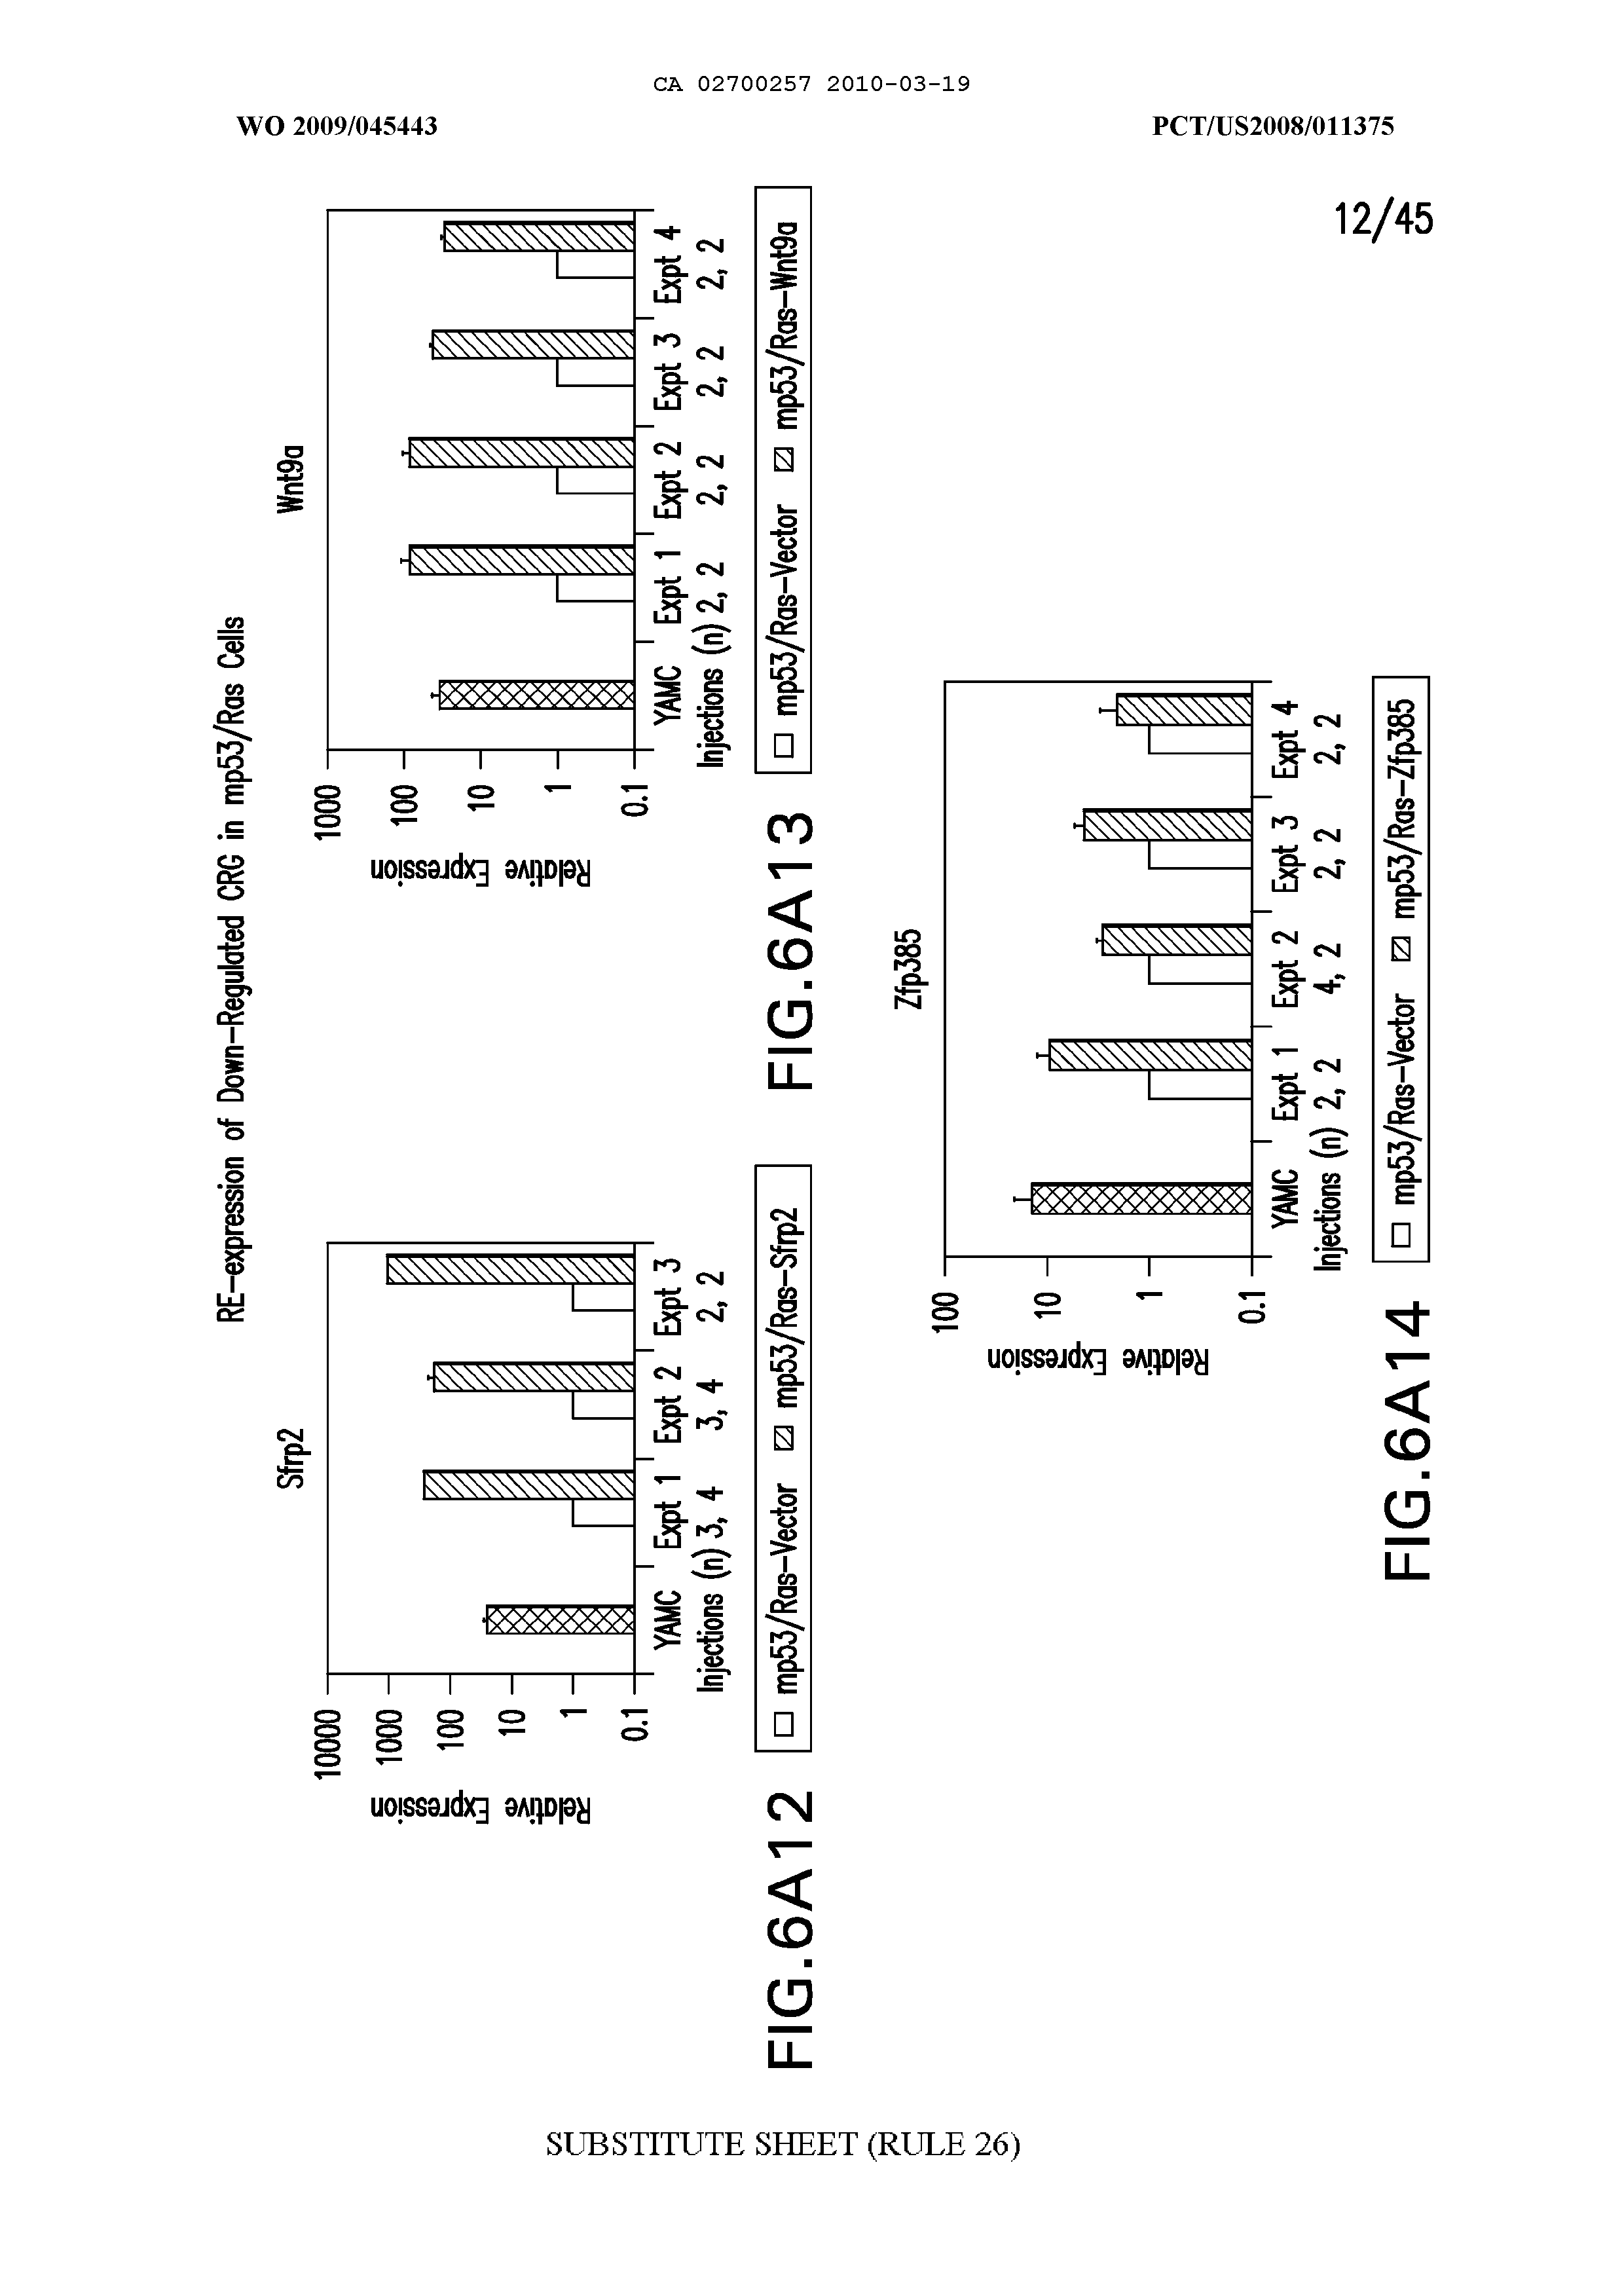 CA 02700257 2010-03-19
WO 2009/045443
PCT/US2008/011375
12/45
RE-expression of Down-Regulated CRG in mp53/Ras Cells
Sfrp2
Relative Expression
10000
1000
100
10
1
0.1
YAMC Expt 1 Expt 2 Expt 3
Injections (n) 3, 4 3, 4 2, 2
mp53/Ras-Vector mp53/Ras-Sfrp2
FIG.6A12
Wnt9a
Relative Expression
1000
100
10
1
0.1
YAMC Expt 1 Expt 2 Expt 3 Expt 4
Injections (n) 2, 2 2, 2 2, 2 2, 2
mp53/Ras-Vector mp53/Ras-Wnt9a
FIG.6A13
Zfp385
Relative Expression
100
10
1
0.1
YAMC Expt 1 Expt 2 Expt 3 Expt 4
Injections (n) 2, 2 4, 2 2, 2 2, 2
mp53/Ras-Vector mp53/Ras-Zfp385
FIG.6A14
SUBSTITUTE SHEET (RULE 26)